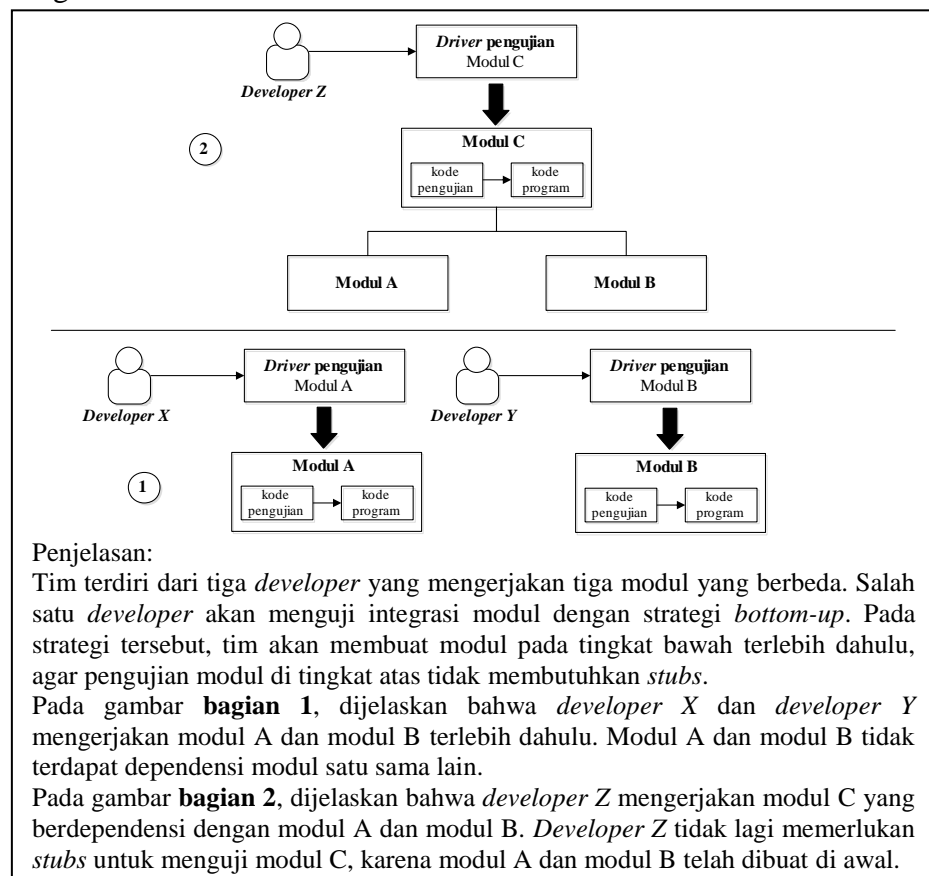 Driver pengujian
Modul C
Developer Z
2
Modul C
kode pengujian
kode program
Modul A
Modul B
Driver pengujian
Modul A
Developer X
Driver pengujian
Modul B
Developer Y
1
Modul A
kode pengujian
kode program
Modul B
kode pengujian
kode program
Penjelasan:
Tim terdiri dari tiga developer yang mengerjakan tiga modul yang berbeda. Salah
satu developer akan menguji integrasi modul dengan strategi bottom-up. Pada
strategi tersebut, tim akan membuat modul pada tingkat bawah terlebih dahulu,
agar pengujian modul di tingkat atas tidak membutuhkan stubs.
Pada gambar bagian 1, dijelaskan bahwa developer X dan developer Y
mengerjakan modul A dan modul B terlebih dahulu. Modul A dan modul B tidak
terdapat dependensi modul satu sama lain.
Pada gambar bagian 2, dijelaskan bahwa developer Z mengerjakan modul C yang
berdependensi dengan modul A dan modul B. Developer Z tidak lagi memerlukan
stubs untuk menguji modul C, karena modul A dan modul B telah dibuat di awal.